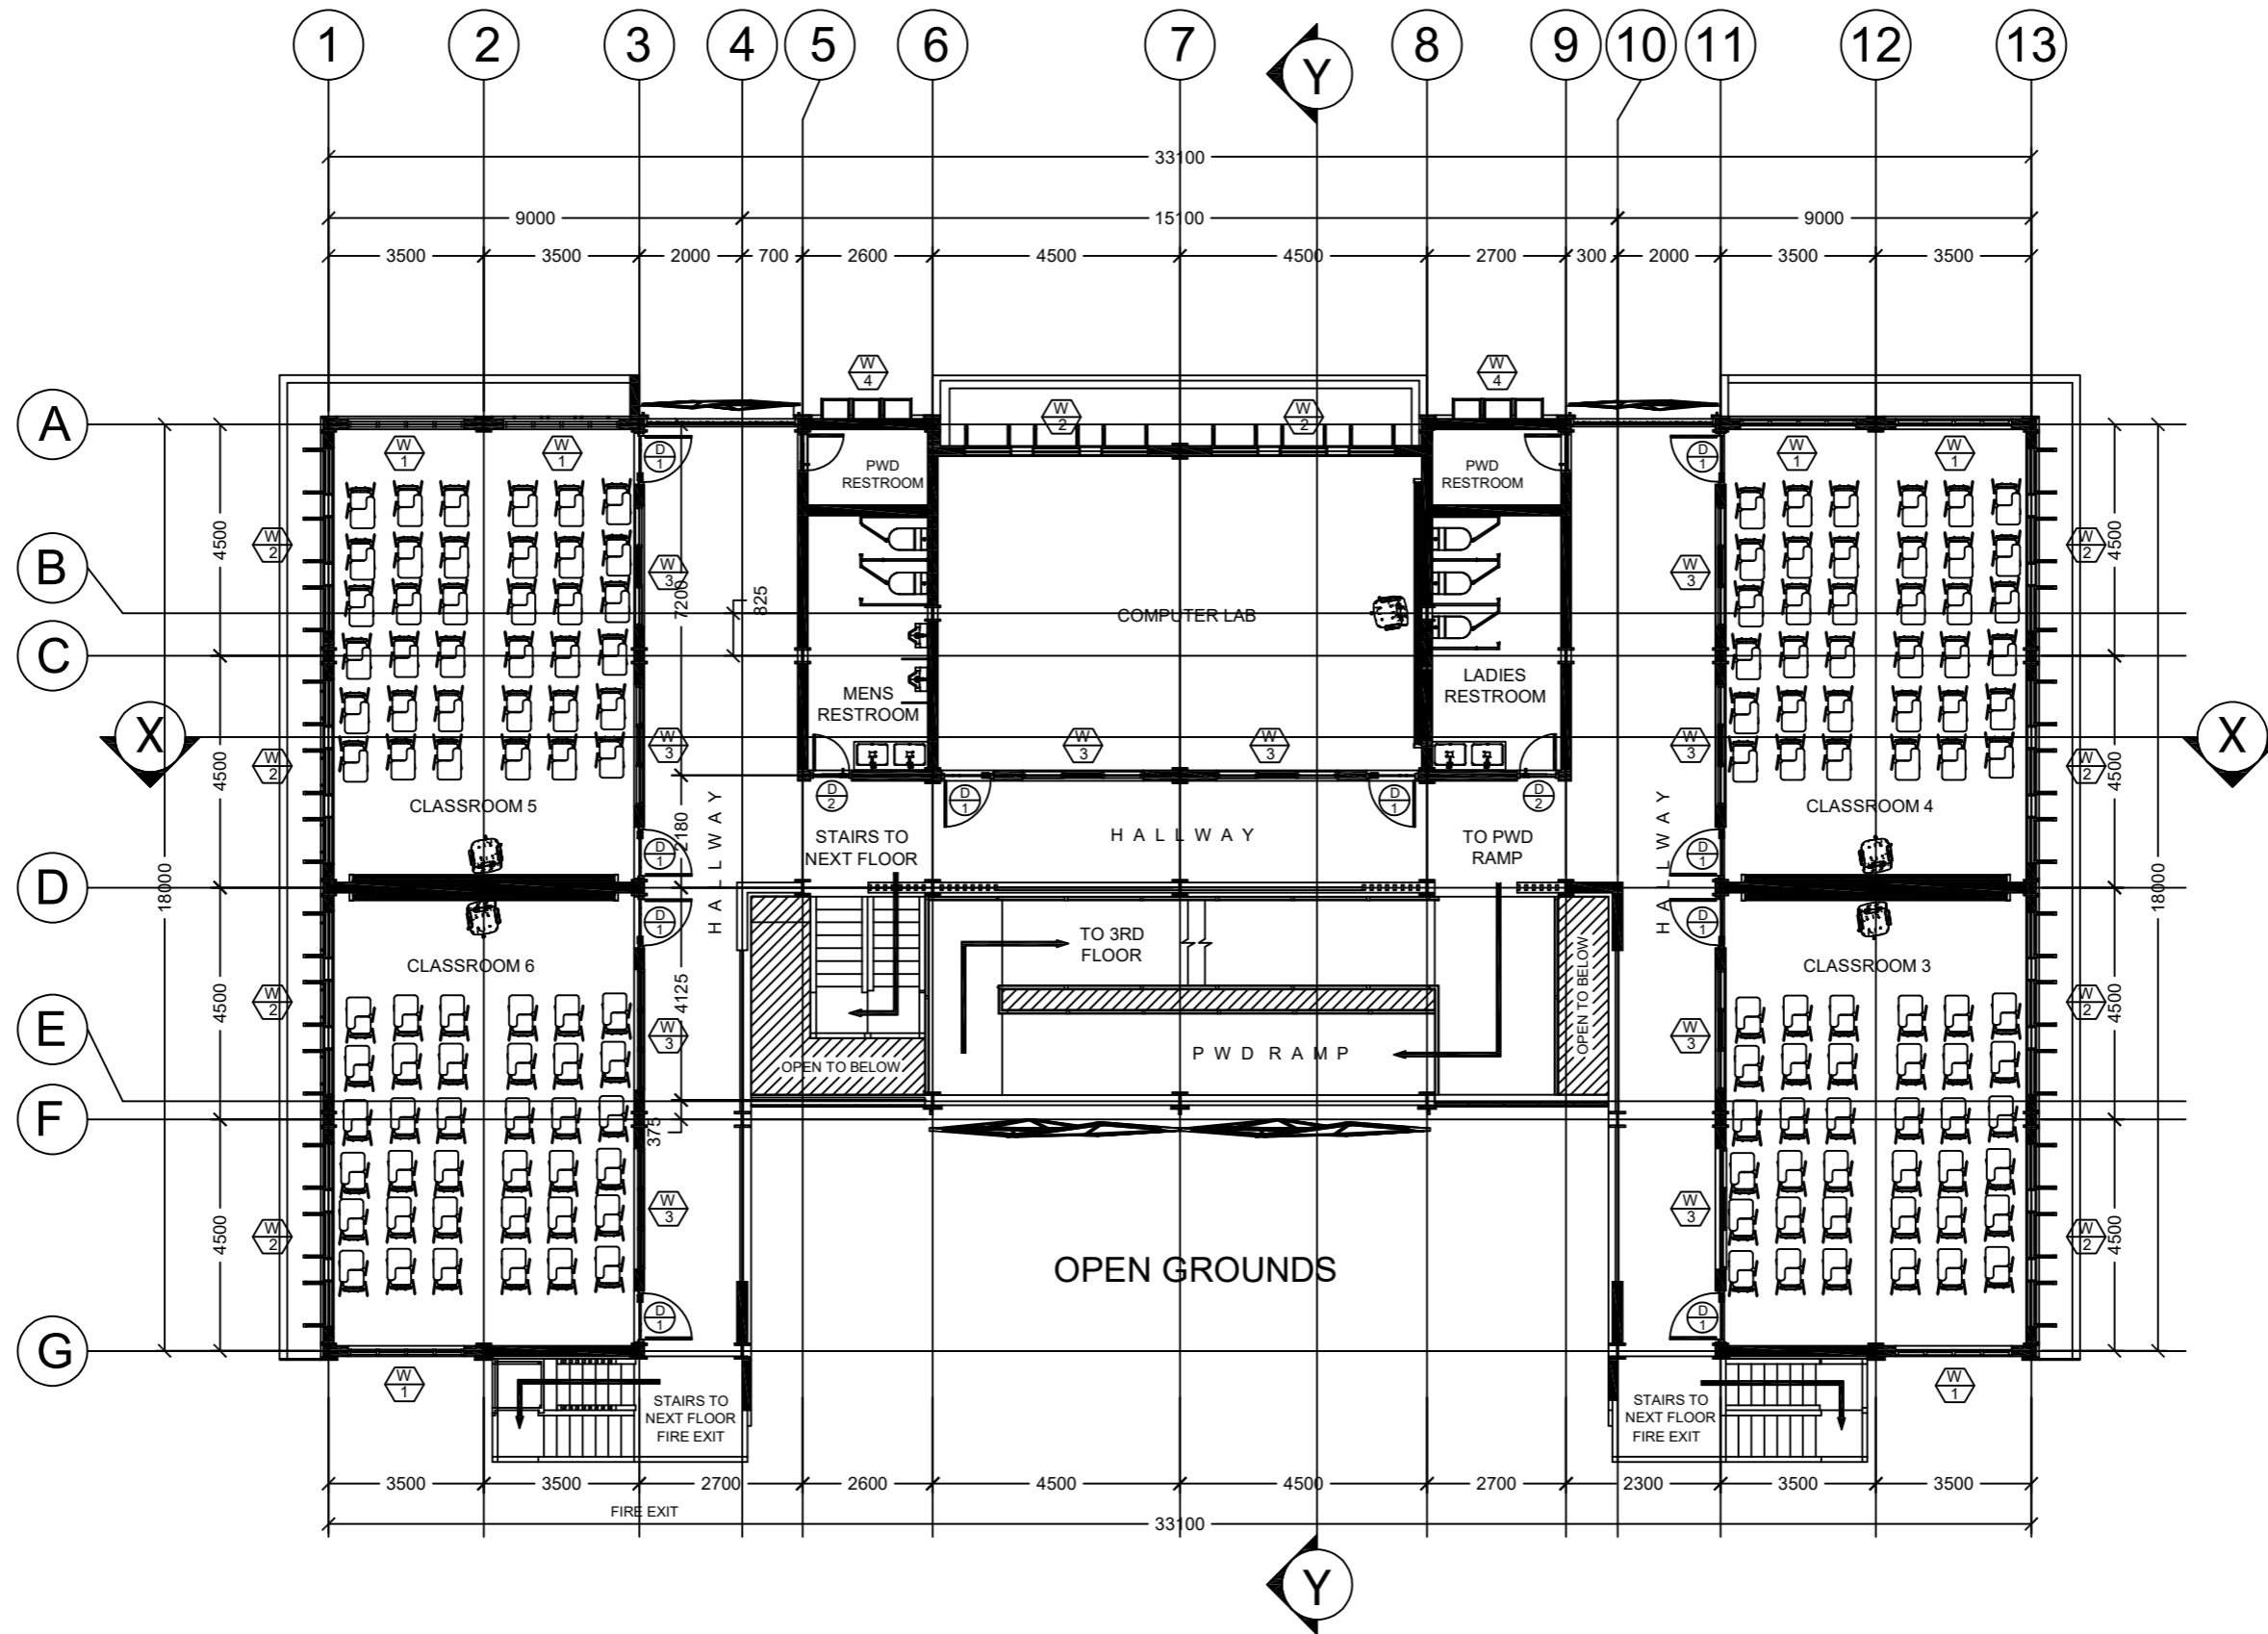 1 2 3 4 5 6 7 8 9 10 11 12 13
Y
33100
9000 15100 9000
3500 3500 2000 700 2600 4500 4500 2700 300 2000 3500 3500
W 4 W 4
A
W 2 W 2
W 1 W 1 D 1 D 1 W 1 W 1
PWD
RESTROOM
PWD
RESTROOM
4500 4500
W 2 W 2
B
W 3 W 3
7200 825
COMPUTER LAB
C
MENS
RESTROOM
LADIES
RESTROOM
X X
W 3 W 3 W 3 W 3
W 2 4500 W 2 4500
D 2 D 1 D 1 D 2
CLASSROOM 5
CLASSROOM 4
HALLWAY
2180
STAIRS TO
NEXT FLOOR
HALLWAY
TO PWD
RAMP
HALLWAY
D 1 D 1
D
18000 18000
D 1 D 1
TO 3RD
FLOOR
CLASSROOM 6
CLASSROOM 3
W 2 4500 W 2 4500
4125
OPEN TO BELOW
E
W 3 W 3
PWD RAMP
OPEN TO BELOW
F
375
W 3 W 3
W 2 4500 W 2 4500
OPEN GROUNDS
D 1 D 1
G
W 1 W 1
STAIRS TO
NEXT FLOOR
FIRE EXIT
STAIRS TO
NEXT FLOOR
FIRE EXIT
3500 3500 2700 2600 4500 4500 2700 2300 3500 3500
FIRE EXIT
33100
Y